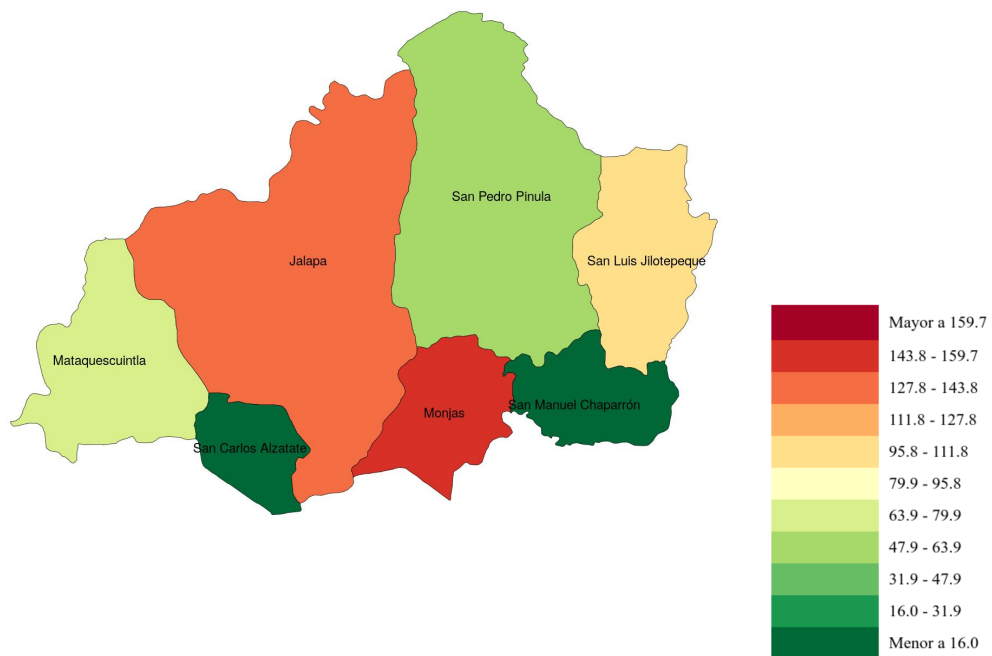 San Pedro Pinula
Jalapa
San Luis Jilotepeque
Mataquescuintla
San Manuel Chaparrón
Monjas
San Carlos Alzatate
Mayor a 159.7
143.8 - 159.7
127.8 - 143.8
111.8 - 127.8
95.8 - 111.8
79.9 - 95.8
63.9 - 79.9
47.9 - 63.9
31.9 - 47.9
16.0 - 31.9
Menor a 16.0